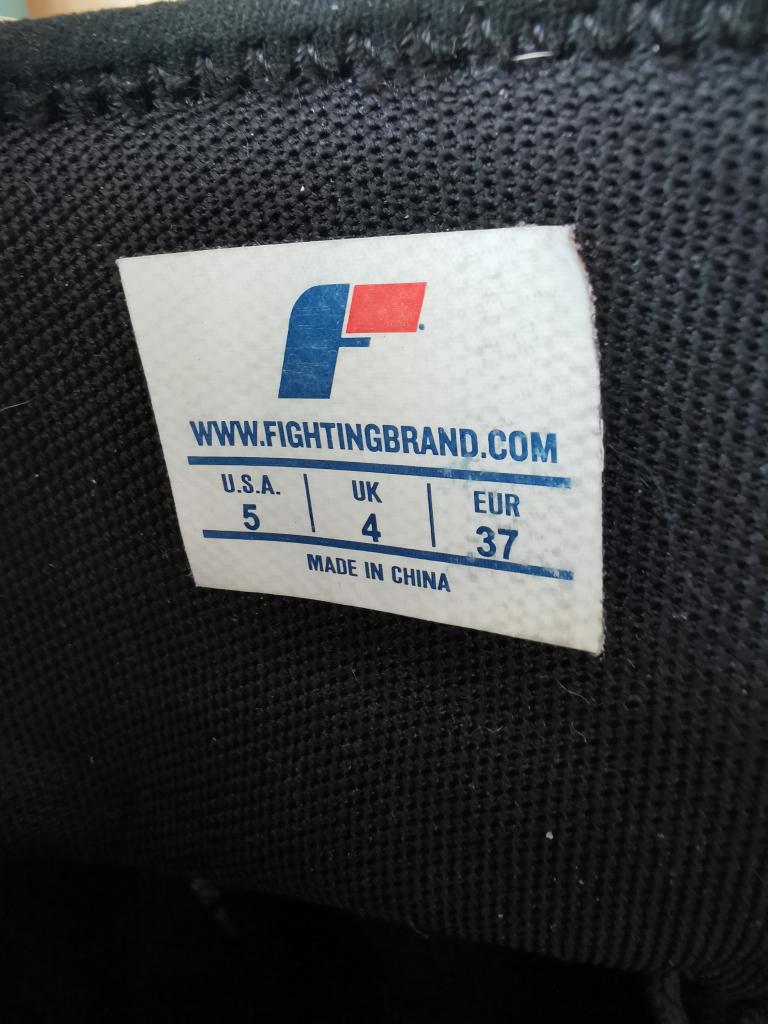 F
WWW.FIGHTINGBRAND.COM
U.S.A. UK EUR
5 4 37
MADE IN CHINA